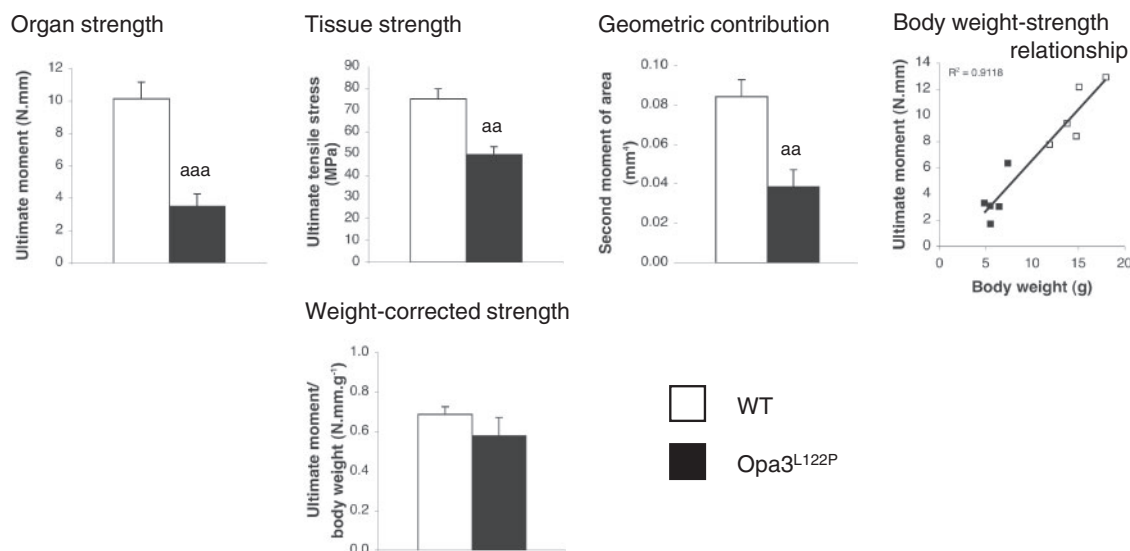 Organ strength
Ultimate moment (N.mm)
12
10
8
6
4
2
0
aaa
Tissue strength
Ultimate tensile stress
(MPa)
90
80
70
60
50
40
30
20
10
0
aa
Geometric contribution
Second moment of area
(mm⁴)
0.10
0.08
0.06
0.04
0.02
0.00
aa
Body weight-strength
relationship
Ultimate moment (N.mm)
14
12
10
8
6
4
2
0
R² = 0.9118
0 5 10 15 20
Body weight (g)
Weight-corrected strength
Ultimate moment/
body weight (N.mm.g⁻¹)
1.0
0.8
0.6
0.4
0.2
0.0
WT
Opa3ᴸ¹²²ᴾ